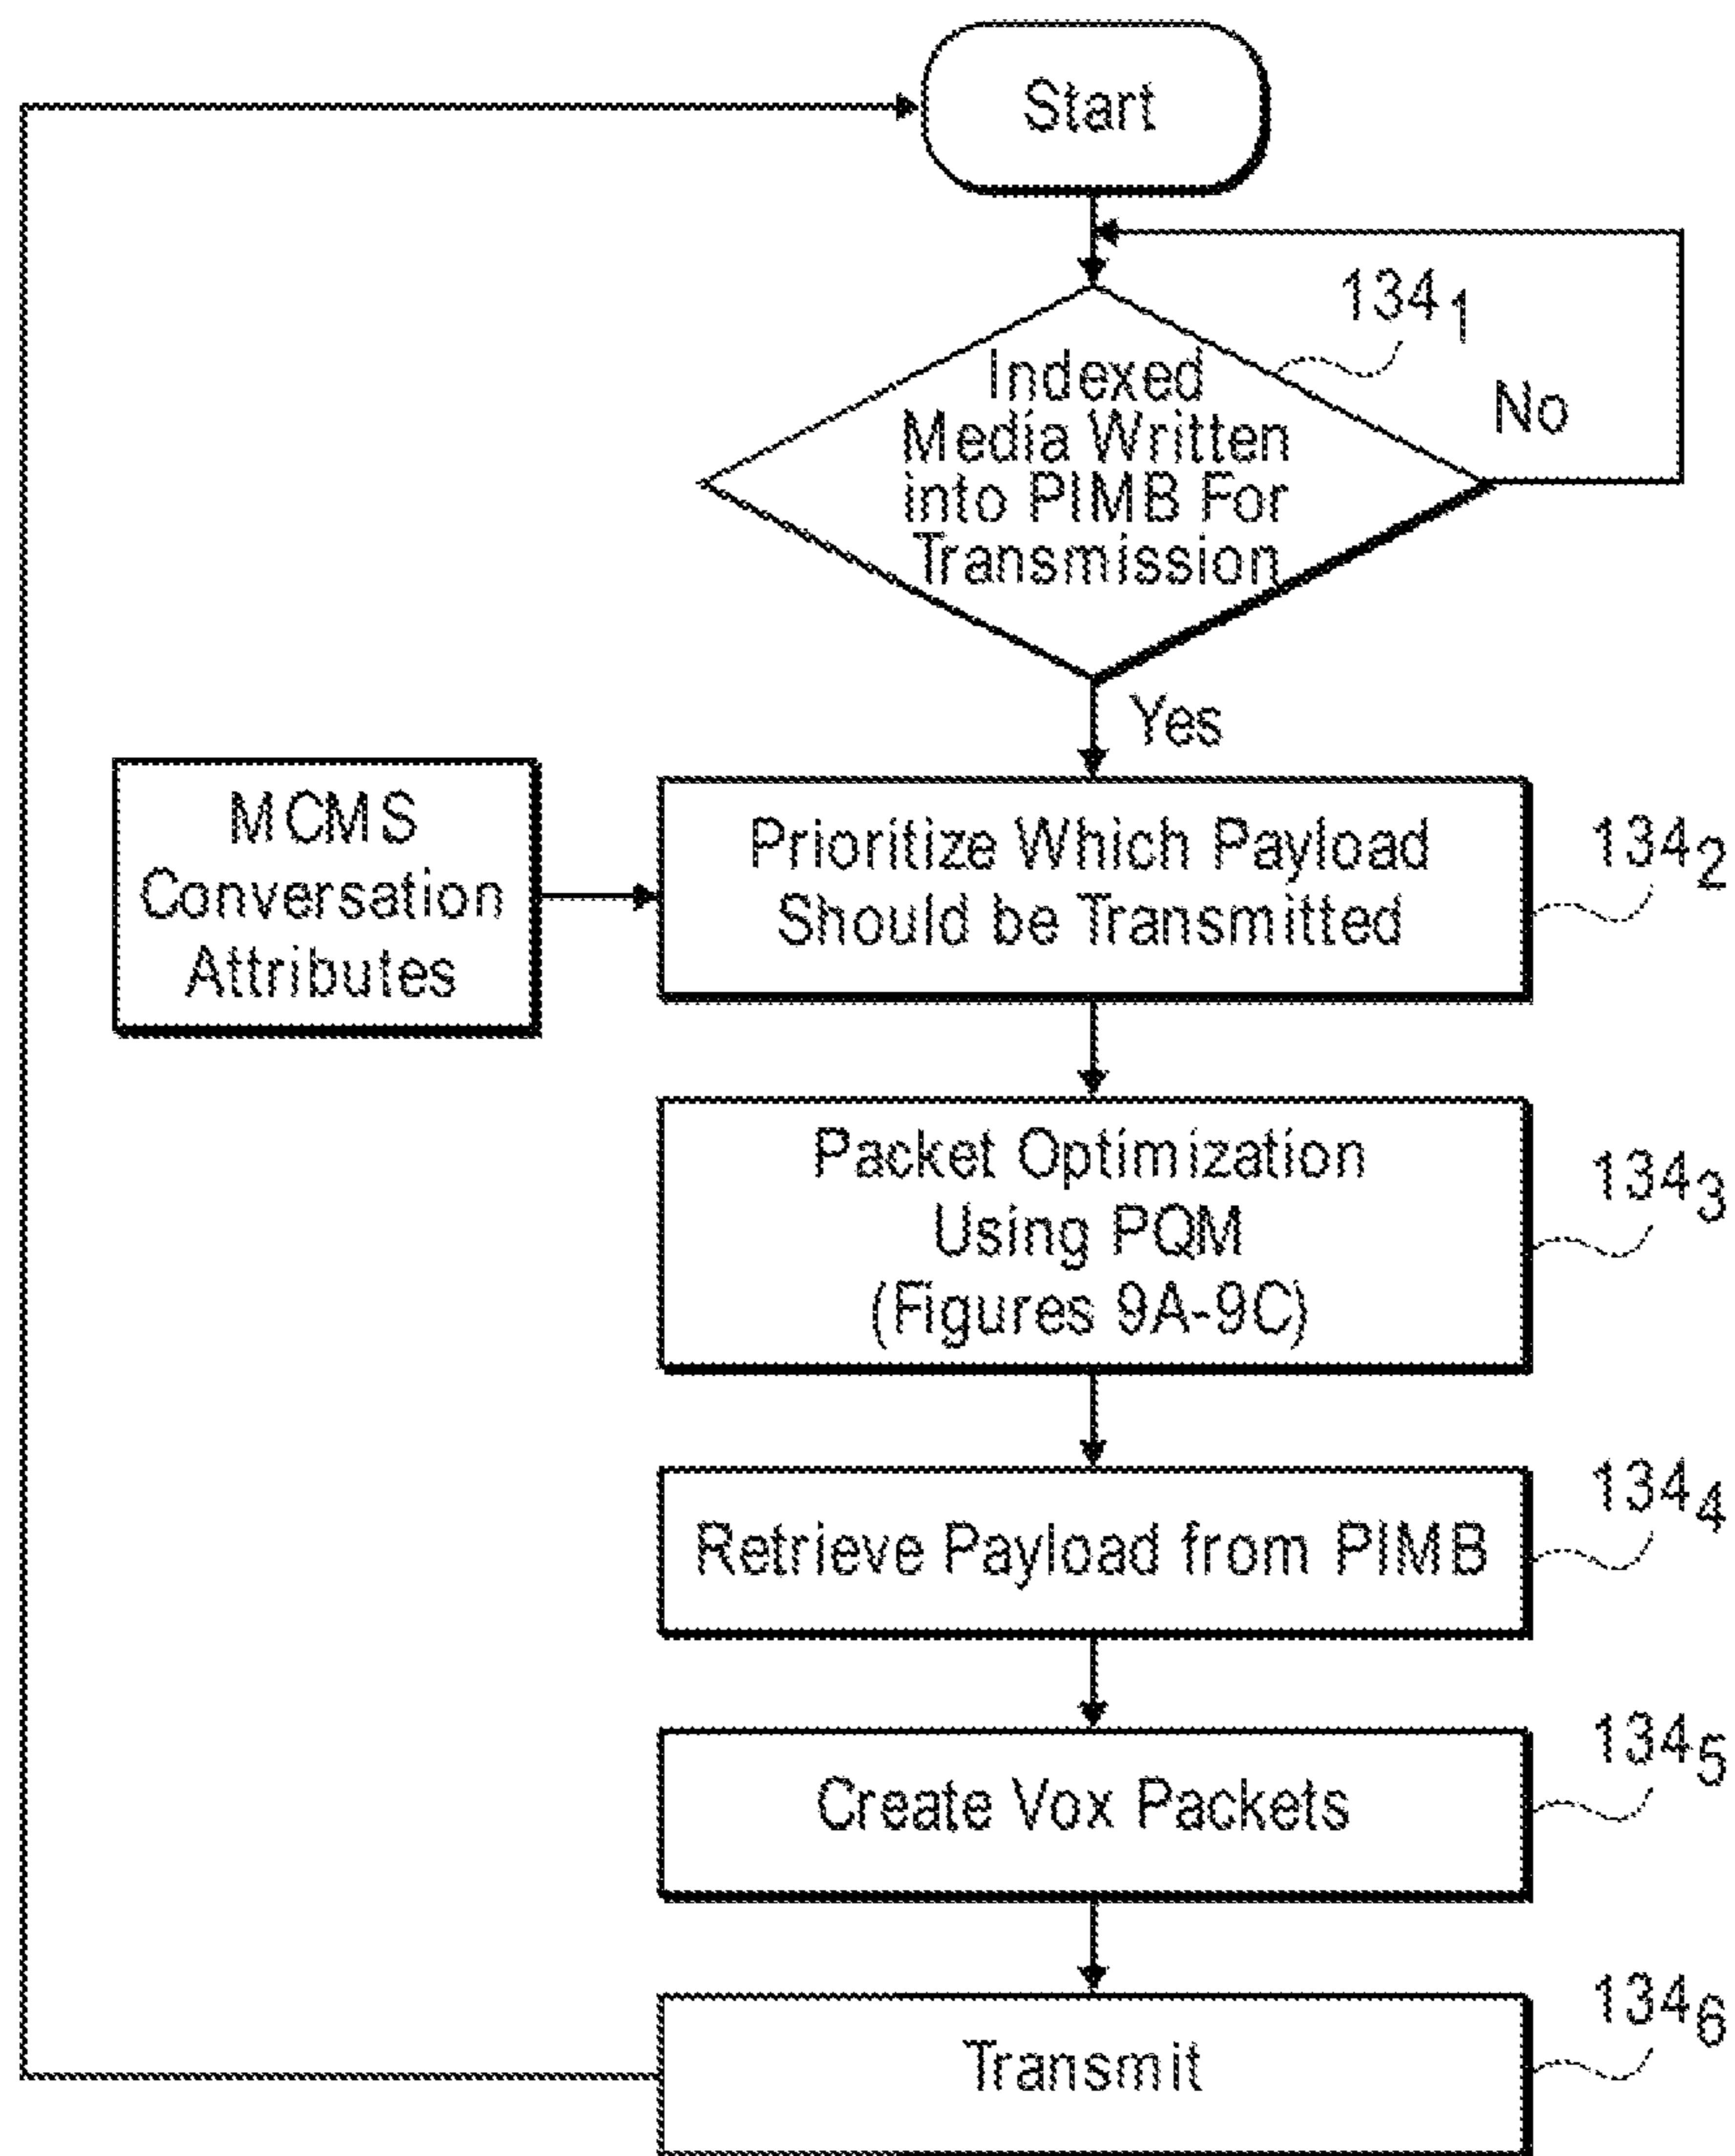 Start
134₁
Indexed
Media Written
into PIMB For
Transmission
No
Yes
MCMS
Conversation
Attributes
Prioritize Which Payload
Should be Transmitted
134₂
Packet Optimization
Using PQM
(Figures 9A-9C)
134₃
Retrieve Payload from PIMB
134₄
Create Vox Packets
134₅
Transmit
134₆